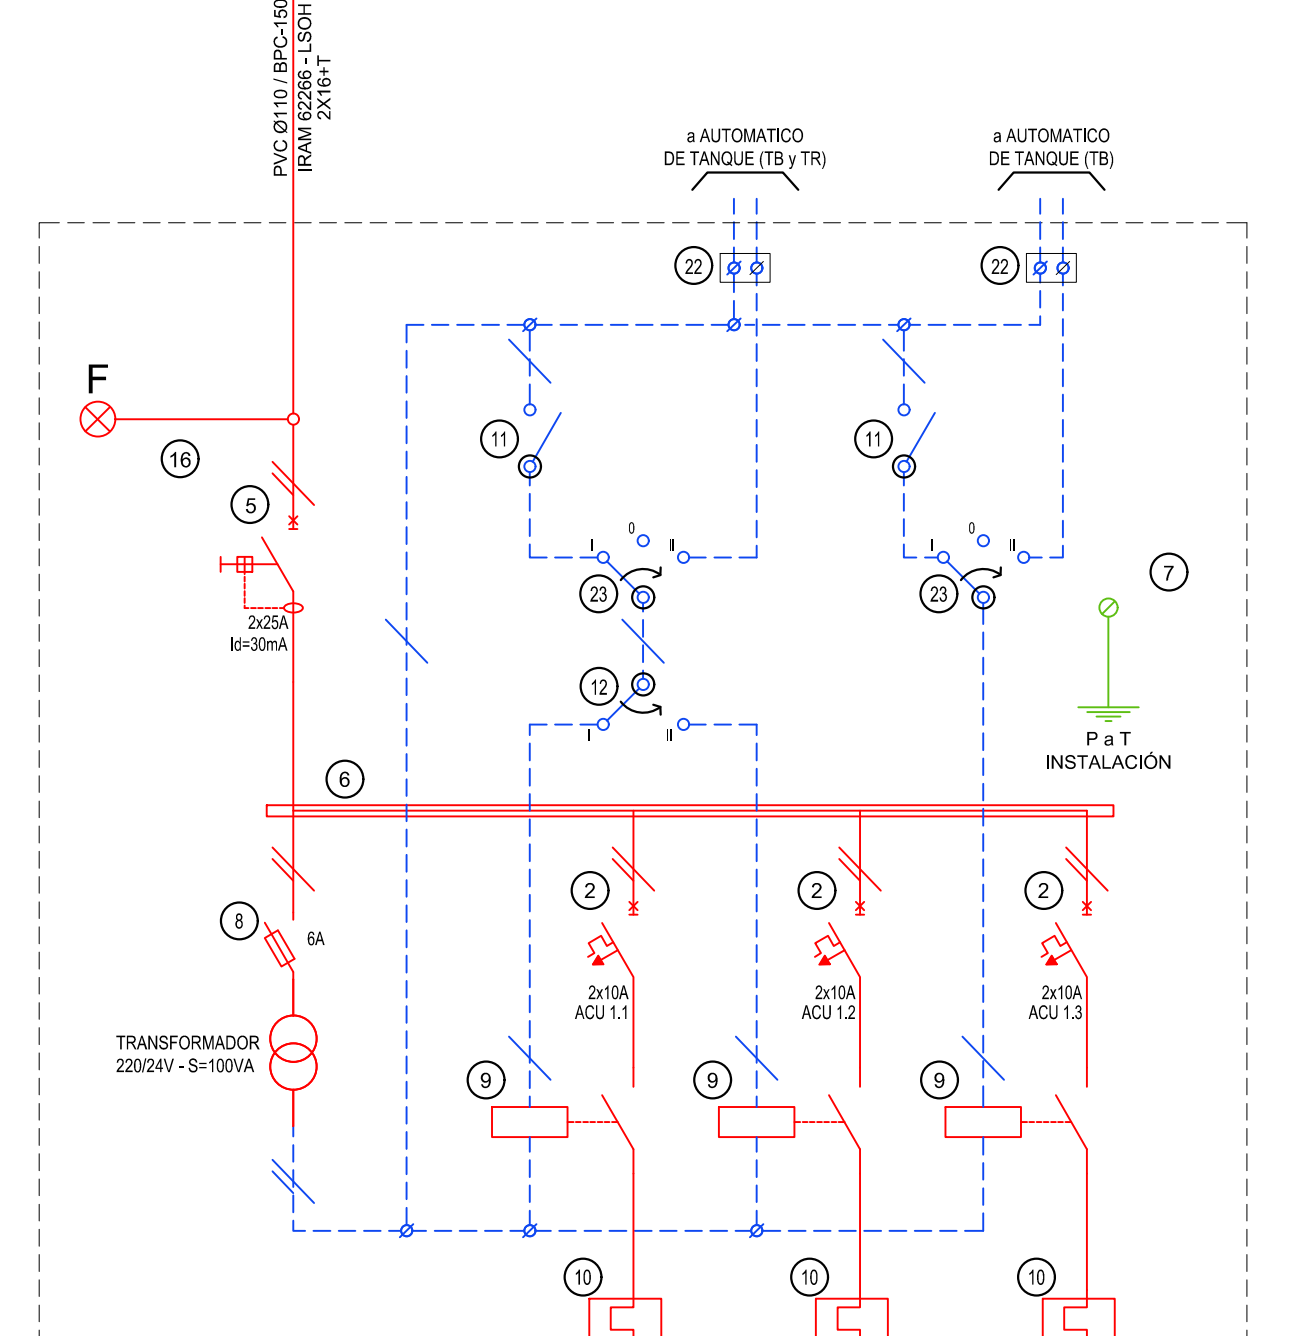 PVC Ø110 / BPC-150
IRAM 62266 - LSOH
2X16+T
a AUTOMATICO
DE TANQUE (TB y TR)
a AUTOMATICO
DE TANQUE (TB)
22
22
F
16
11
11
5
0
0
I
II
I
II
23
23
7
2x25A
Id=30mA
12
I
II
P a T
INSTALACIÓN
6
2
2
2
8
6A
2x10A
ACU 1.1
2x10A
ACU 1.2
2x10A
ACU 1.3
TRANSFORMADOR
220/24V - S=100VA
9
9
9
10
10
10